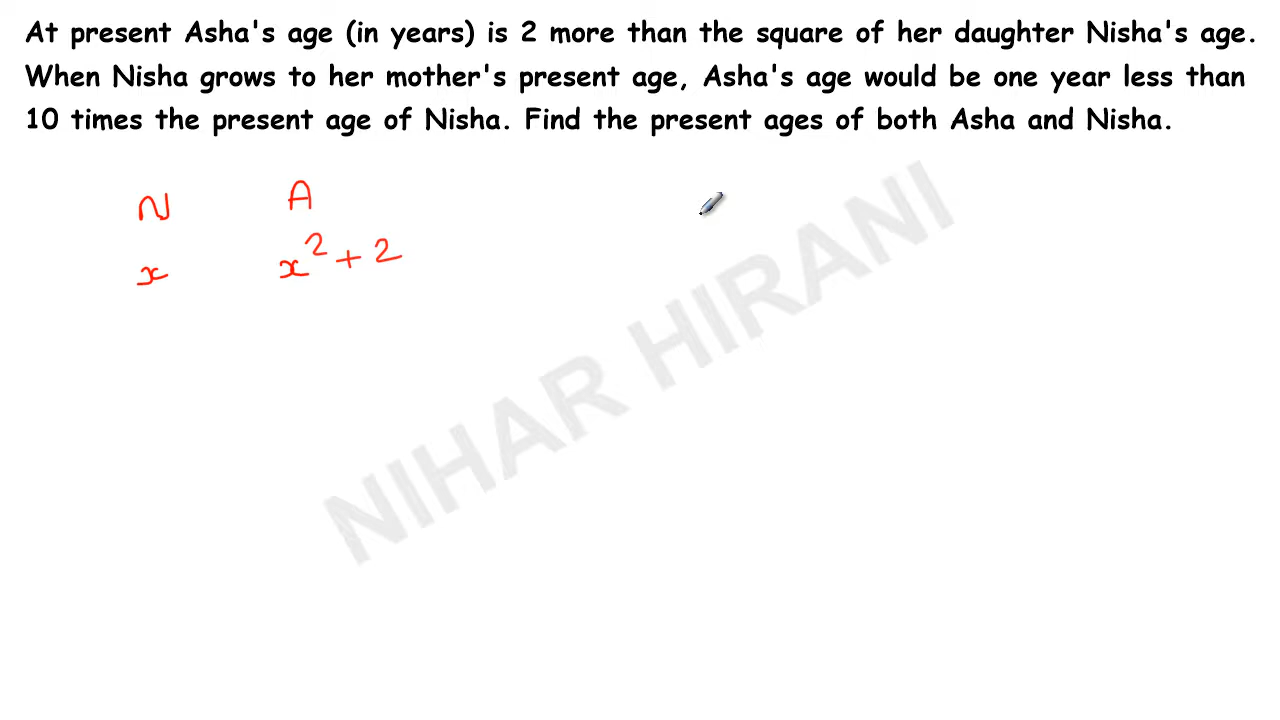 At present Asha's age (in years) is 2 more than the square of her daughter Nisha's age.
When Nisha grows to her mother's present age, Asha's age would be one year less than
10 times the present age of Nisha. Find the present ages of both Asha and Nisha.
N A
x x² + 2
NIHAR HIRANI